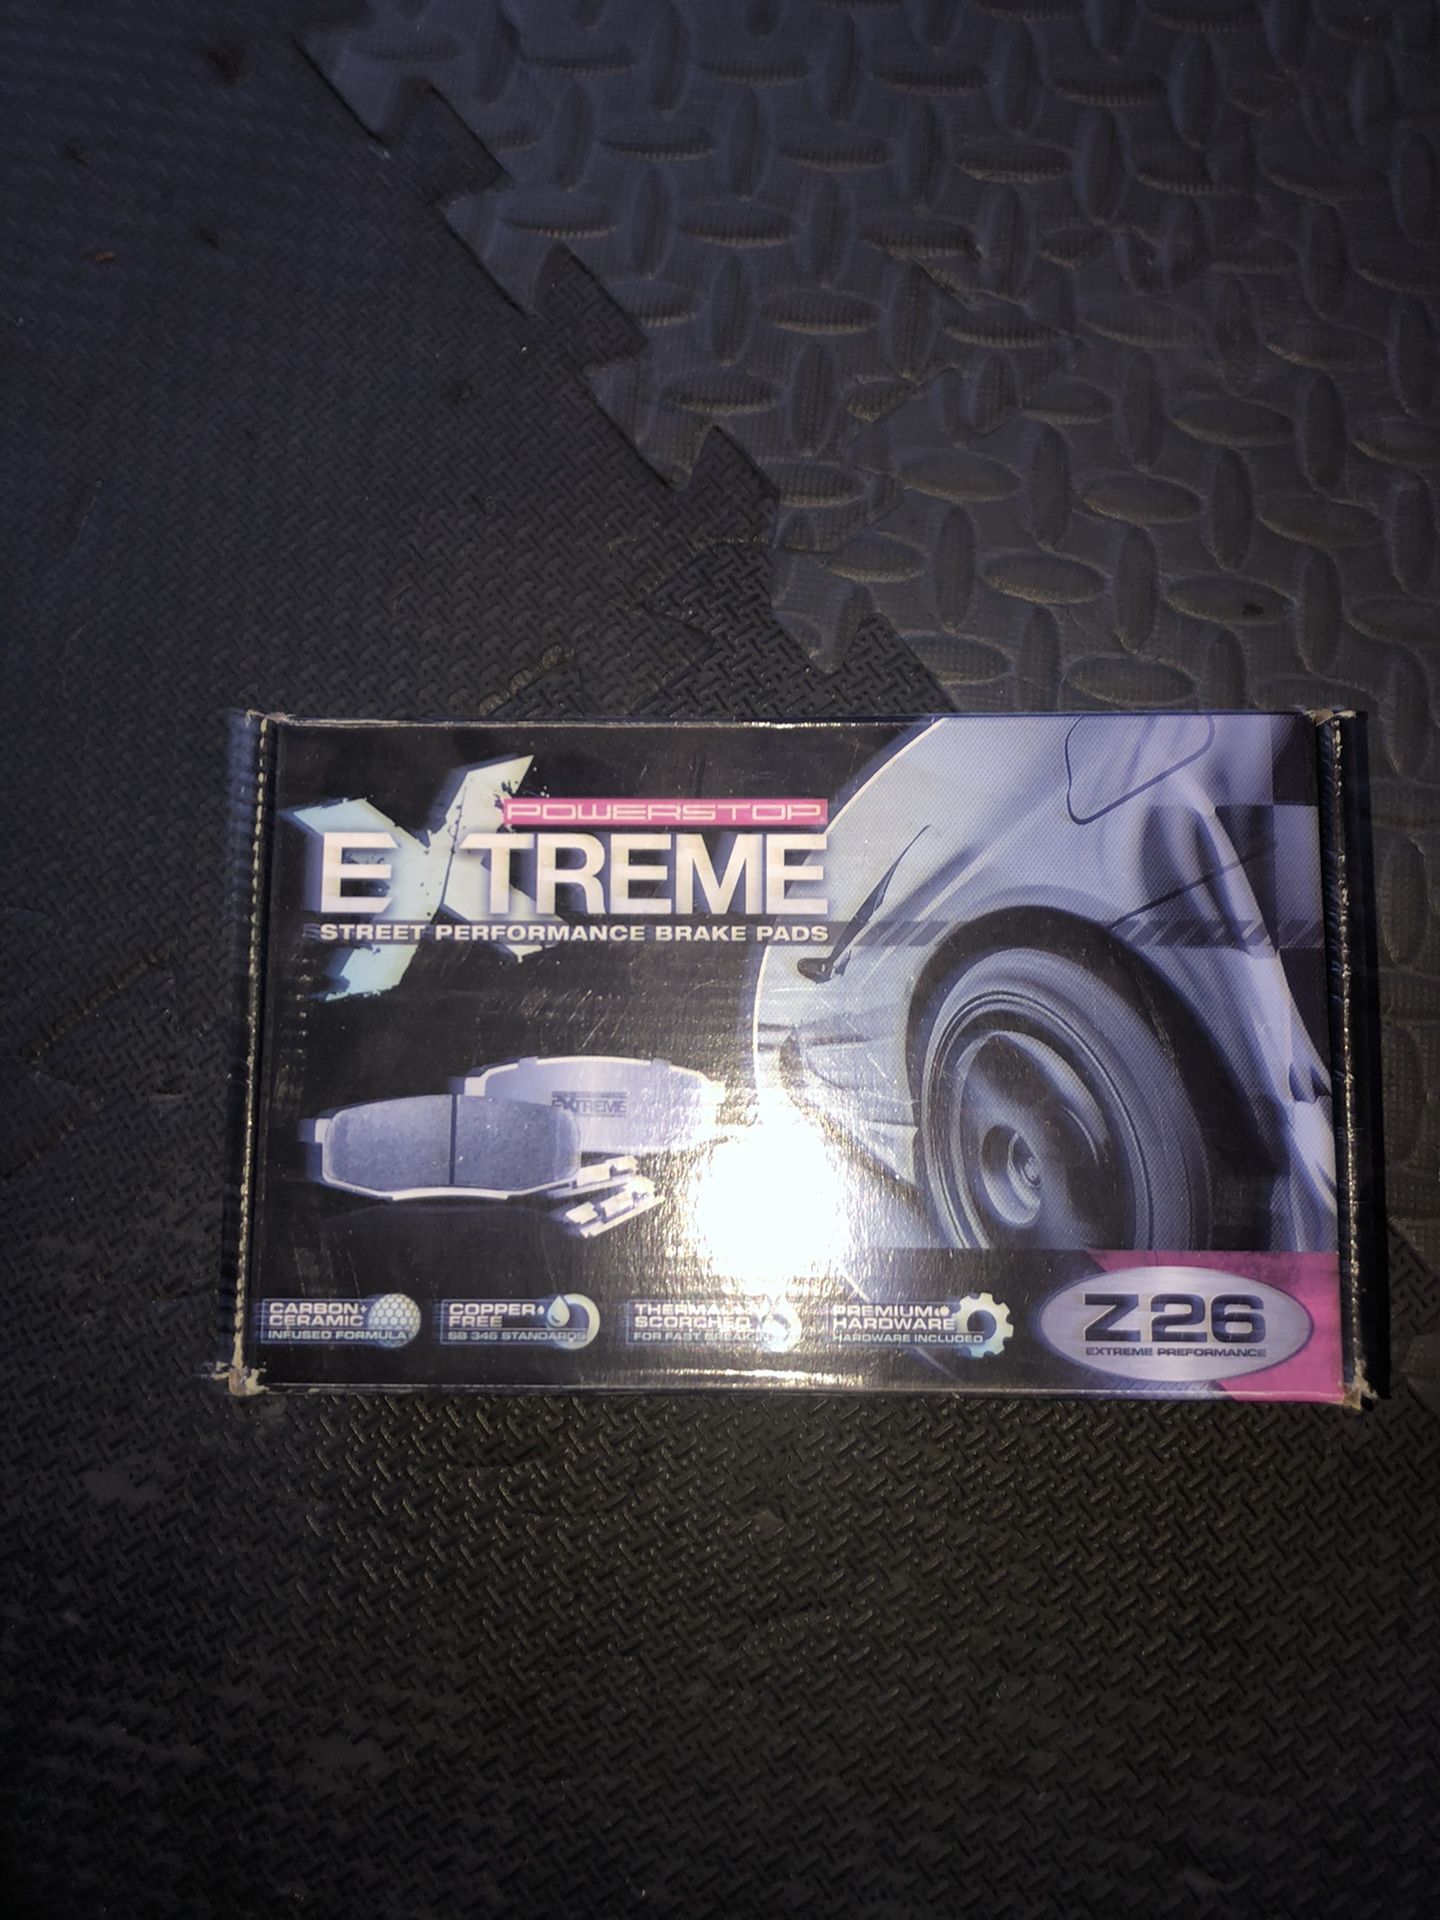 POWERSTOP
EXTREME
STREET PERFORMANCE BRAKE PADS
EXTREME
CARBON+
CERAMIC
INFUSED FORMULA
COPPER
FREE
SB 346 STANDARDS
THERMAL
SCORCHED
FOR FAST BREAK-IN
PREMIUM
HARDWARE
HARDWARE INCLUDED
Z26
EXTREME PREFORMANCE